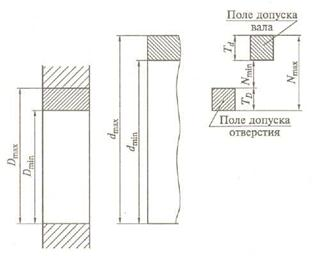 Поле допуска
вала
T_d
N_min
N_max
T_D
Поле допуска
отверстия
D_max
D_min
d_max
d_min